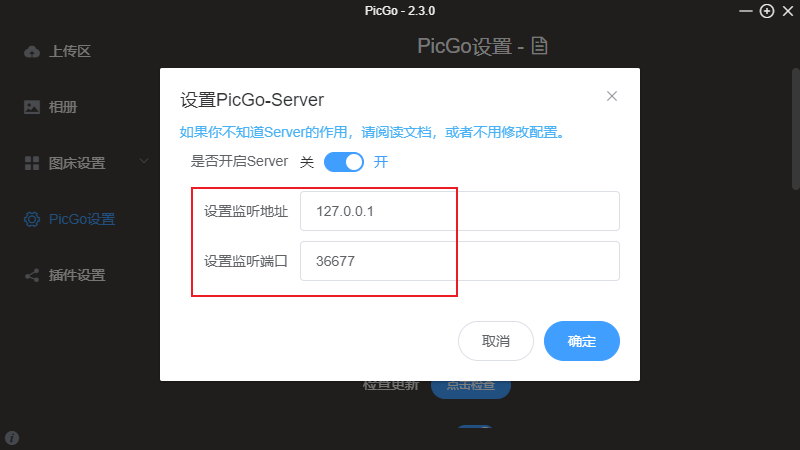 PicGo - 2.3.0
上传区
PicGo设置 -
相册
图床设置
PicGo设置
插件设置
设置PicGo-Server
如果你不知道Server的作用，请阅读文档，或者不用修改配置。
是否开启Server 关 开
设置监听地址 127.0.0.1
设置监听端口 36677
取消 确定
检查更新 点击检查